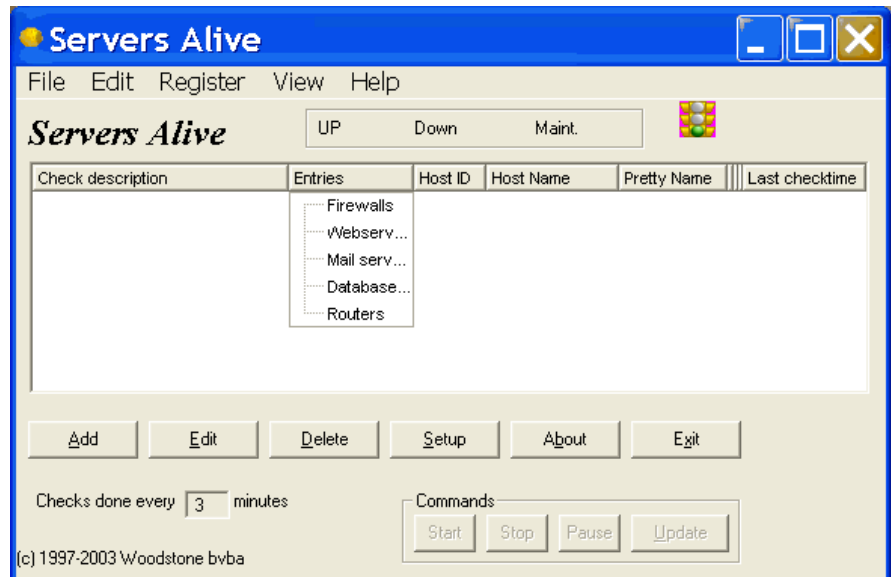 Servers Alive
File Edit Register View Help
Servers Alive
UP Down Maint.
Check description Entries Host ID Host Name Pretty Name Last checktime
Firewalls
Webserv...
Mail serv...
Database...
Routers
Add Edit Delete Setup About Exit
Checks done every 3 minutes
Commands
Start Stop Pause Update
(c) 1997-2003 Woodstone bvba